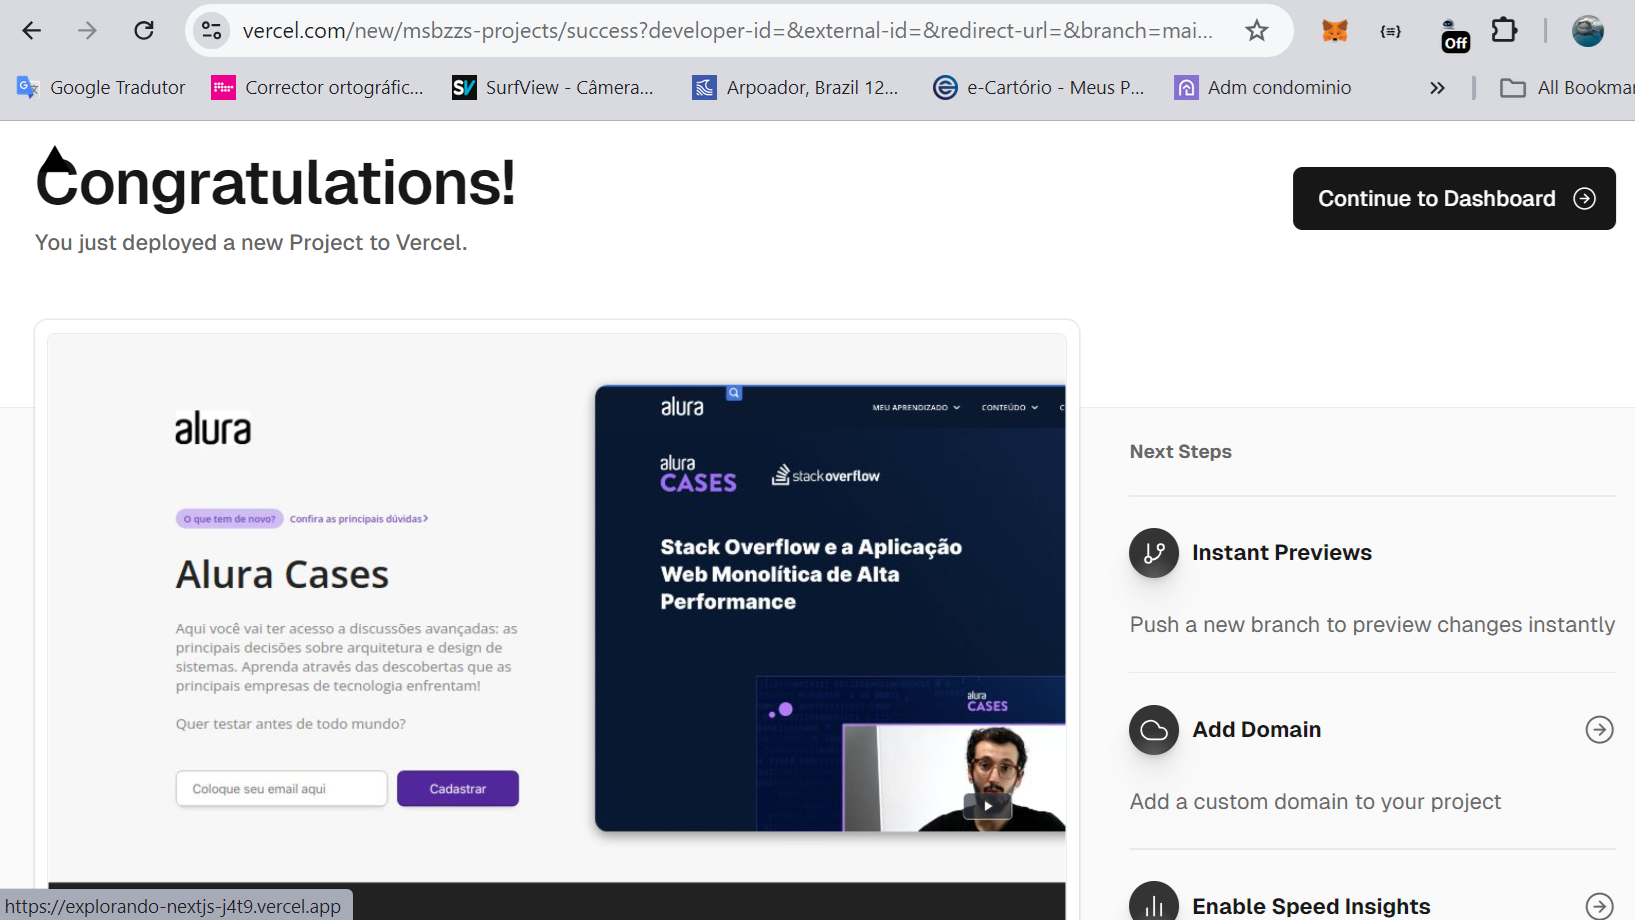 vercel.com/new/msbzzs-projects/success?developer-id=&external-id=&redirect-url=&branch=mai...
Off
Google Tradutor
Corrector ortográfic...
SurfView - Câmera...
Arpoador, Brazil 12...
e-Cartório - Meus P...
Adm condominio
All Bookmar
Congratulations!
You just deployed a new Project to Vercel.
Continue to Dashboard
alura
O que tem de novo? Confira as principais dúvidas
Alura Cases
Aqui você vai ter acesso a discussões avançadas: as
principais decisões sobre arquitetura e design de
sistemas. Aprenda através das descobertas que as
principais empresas de tecnologia enfrentam!
Quer testar antes de todo mundo?
Coloque seu email aqui
Cadastrar
alura
MEU APRENDIZADO
CONTEÚDO
C
alura
CASES
stackoverflow
Stack Overflow e a Aplicação
Web Monolítica de Alta
Performance
alura
CASES
Next Steps
Instant Previews
Push a new branch to preview changes instantly
Add Domain
Add a custom domain to your project
Enable Speed Insights
https://explorando-nextjs-j4t9.vercel.app